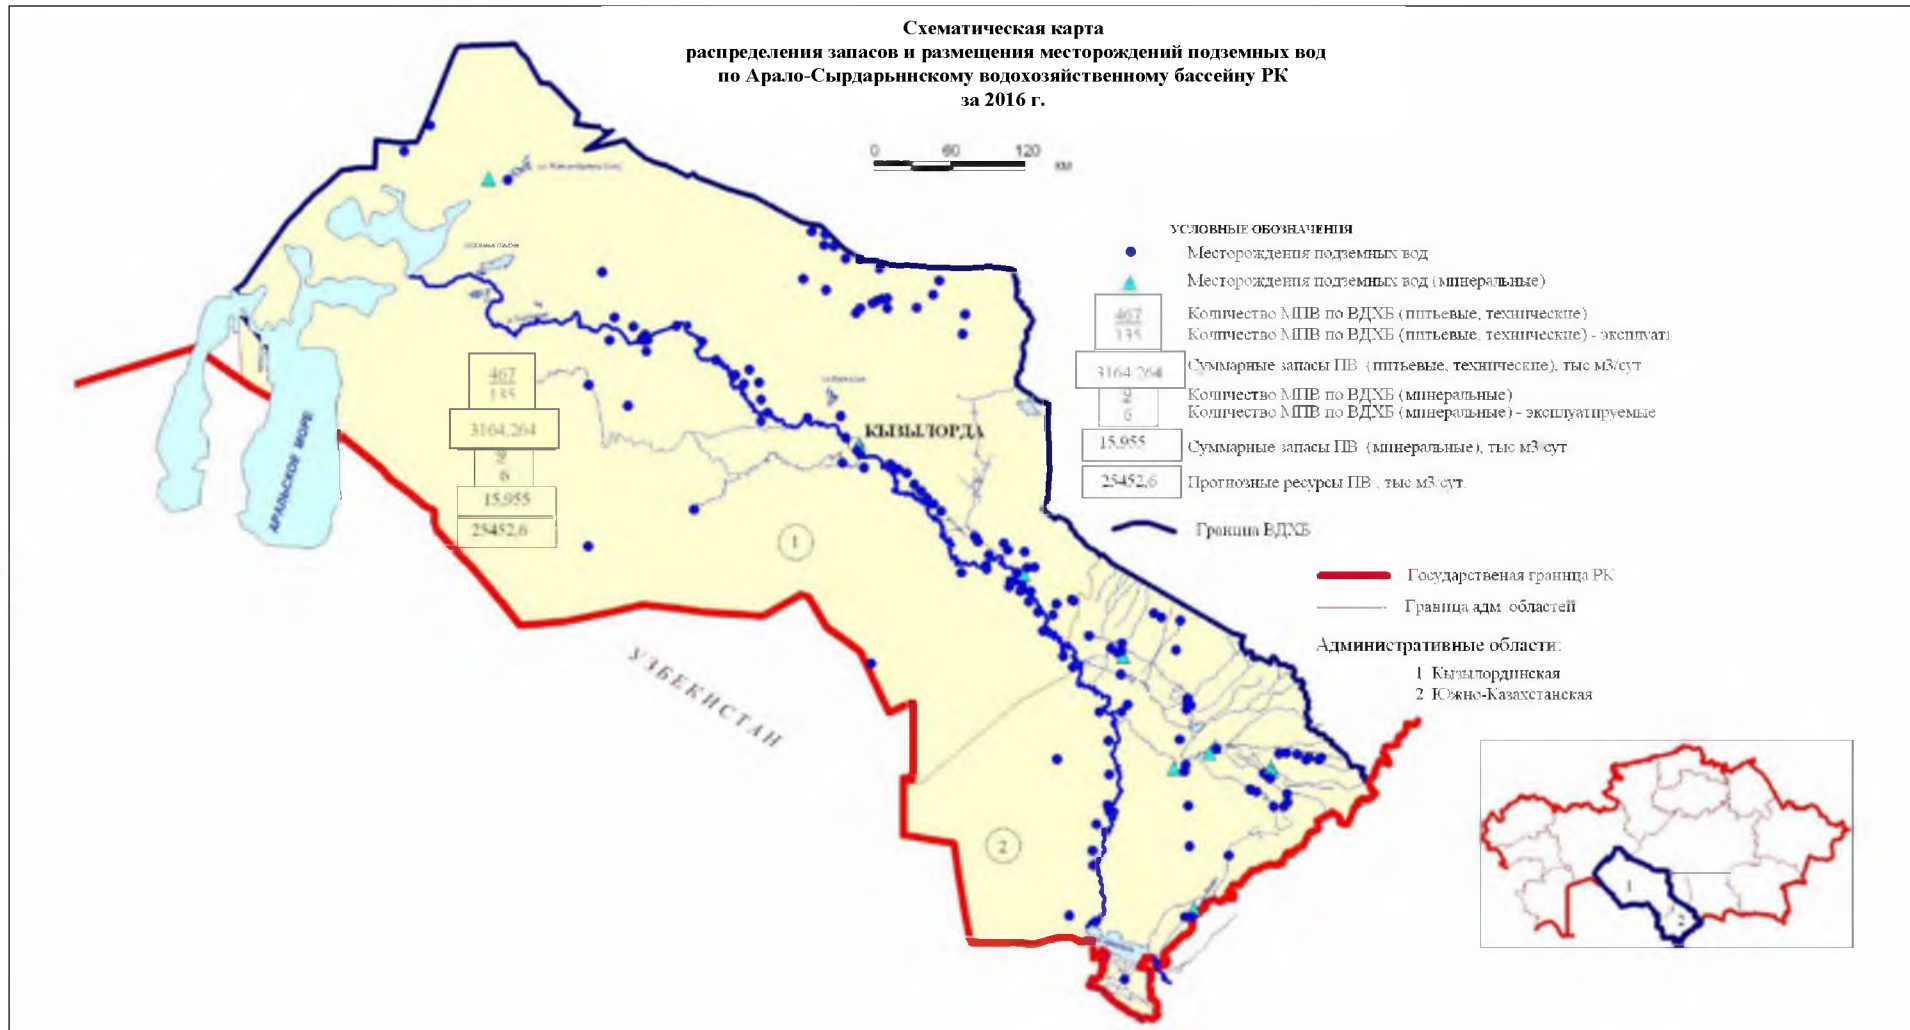 Схематическая карта
распределения запасов и размещения месторождений подземных вод
по Арало-Сырдарьинскому водохозяйственному бассейну РК
за 2016 г.
0 60 120
км
УСЛОВНЫЕ ОБОЗНАЧЕНИЯ
Месторождения подземных вод
Месторождения подземных вод (минеральные)
467 Количество МПВ по ВДХБ (питьевые, технические)
135 Количество МПВ по ВДХБ (питьевые, технические) - эксплуат
3164,264 Суммарные запасы ПВ (питьевые, технические), тыс м3/сут
9 Количество МПВ по ВДХБ (минеральные)
6 Количество МПВ по ВДХБ (минеральные) - эксплуатируемые
15,955 Суммарные запасы ПВ (минеральные), тыс м3/сут
25452,6 Прогнозные ресурсы ПВ , тыс м3/сут.
Граница ВДХБ
Государственая граница РК
Граница адм. областей
Административные области:
1 Кызылординская
2 Южно-Казахстанская
467
135
3164,264
6
15,955
25452,6
КЫЗЫЛОРДА
АРАЛЬСКОЕ МОРЕ
УЗБЕКИСТАН
1
2
1
2